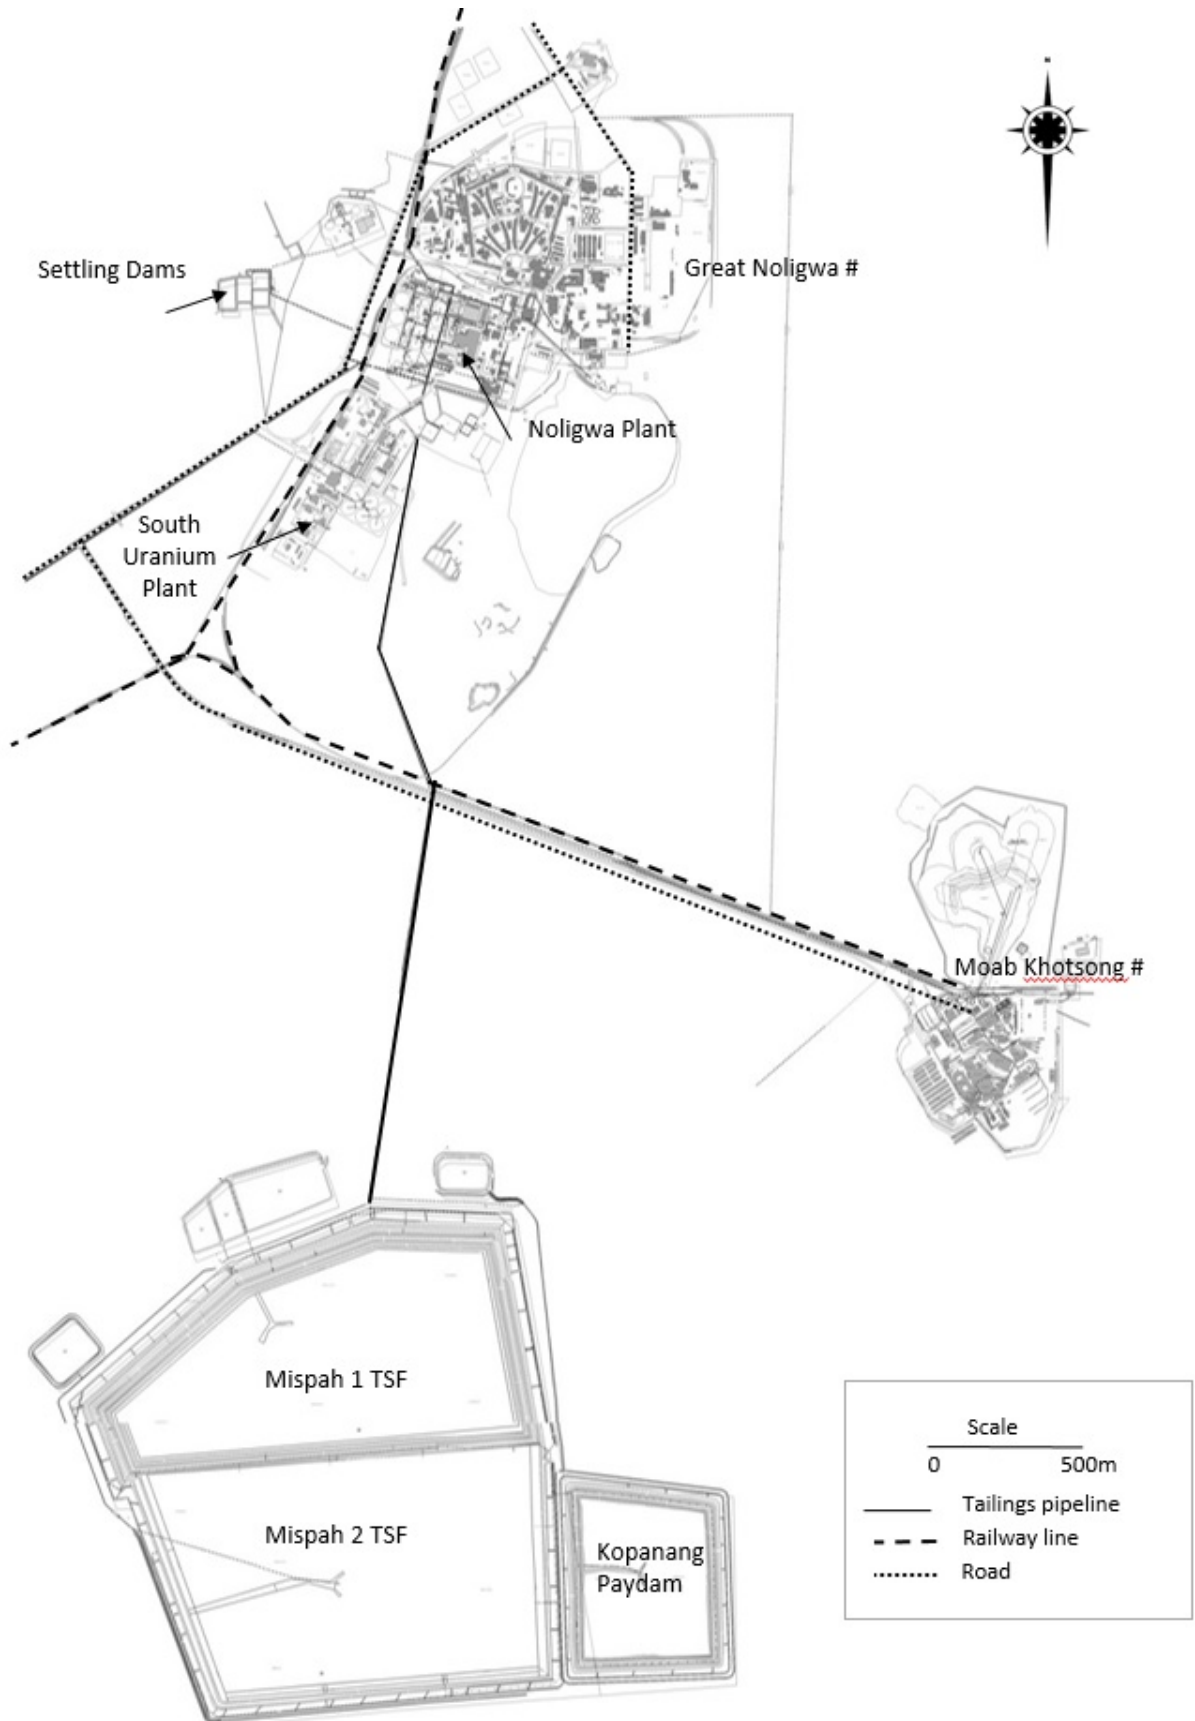 N
Settling Dams
Great Noligwa #
Noligwa Plant
South
Uranium
Plant
Moab Khotsong #
Mispah 1 TSF
Mispah 2 TSF
Kopanang
Paydam
Scale
0 500m
Tailings pipeline
Railway line
Road